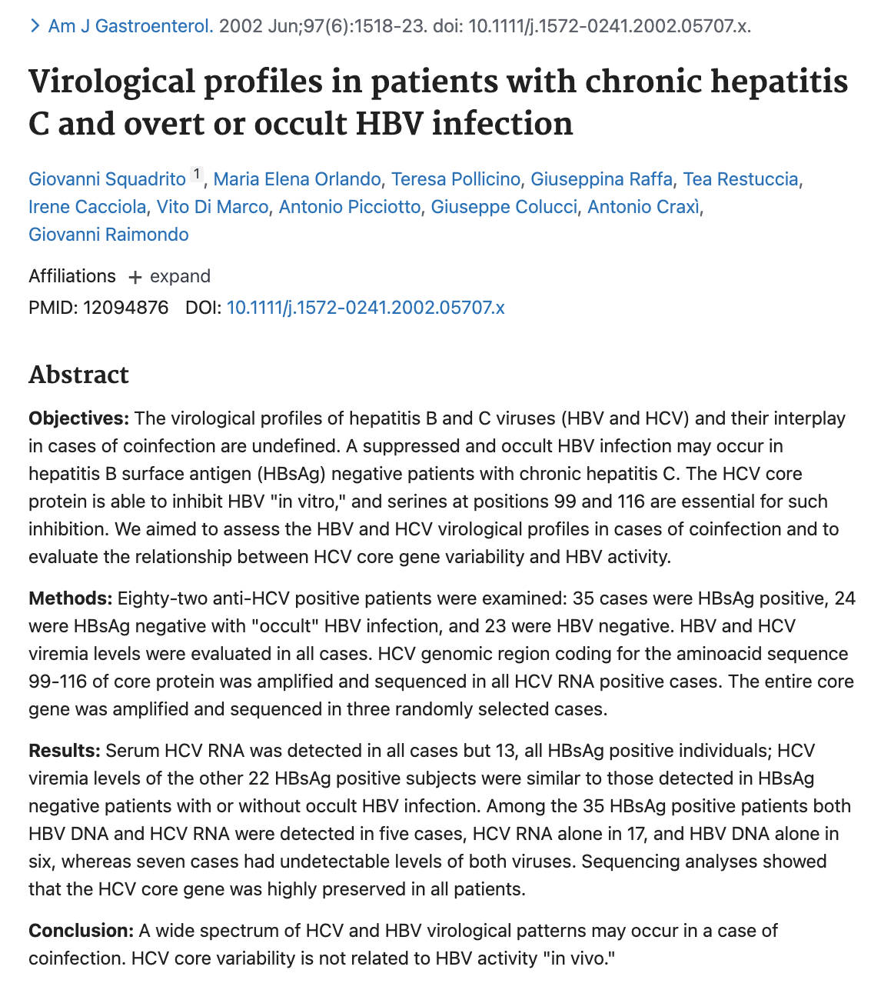 > Am J Gastroenterol. 2002 Jun;97(6):1518-23. doi: 10.1111/j.1572-0241.2002.05707.x.
Virological profiles in patients with chronic hepatitis
C and overt or occult HBV infection
Giovanni Squadrito 1, Maria Elena Orlando, Teresa Pollicino, Giuseppina Raffa, Tea Restuccia,
Irene Cacciola, Vito Di Marco, Antonio Picciotto, Giuseppe Colucci, Antonio Craxì,
Giovanni Raimondo
Affiliations + expand
PMID: 12094876 DOI: 10.1111/j.1572-0241.2002.05707.x
Abstract
Objectives: The virological profiles of hepatitis B and C viruses (HBV and HCV) and their interplay
in cases of coinfection are undefined. A suppressed and occult HBV infection may occur in
hepatitis B surface antigen (HBsAg) negative patients with chronic hepatitis C. The HCV core
protein is able to inhibit HBV "in vitro," and serines at positions 99 and 116 are essential for such
inhibition. We aimed to assess the HBV and HCV virological profiles in cases of coinfection and to
evaluate the relationship between HCV core gene variability and HBV activity.
Methods: Eighty-two anti-HCV positive patients were examined: 35 cases were HBsAg positive, 24
were HBsAg negative with "occult" HBV infection, and 23 were HBV negative. HBV and HCV
viremia levels were evaluated in all cases. HCV genomic region coding for the aminoacid sequence
99-116 of core protein was amplified and sequenced in all HCV RNA positive cases. The entire core
gene was amplified and sequenced in three randomly selected cases.
Results: Serum HCV RNA was detected in all cases but 13, all HBsAg positive individuals; HCV
viremia levels of the other 22 HBsAg positive subjects were similar to those detected in HBsAg
negative patients with or without occult HBV infection. Among the 35 HBsAg positive patients both
HBV DNA and HCV RNA were detected in five cases, HCV RNA alone in 17, and HBV DNA alone in
six, whereas seven cases had undetectable levels of both viruses. Sequencing analyses showed
that the HCV core gene was highly preserved in all patients.
Conclusion: A wide spectrum of HCV and HBV virological patterns may occur in a case of
coinfection. HCV core variability is not related to HBV activity "in vivo."